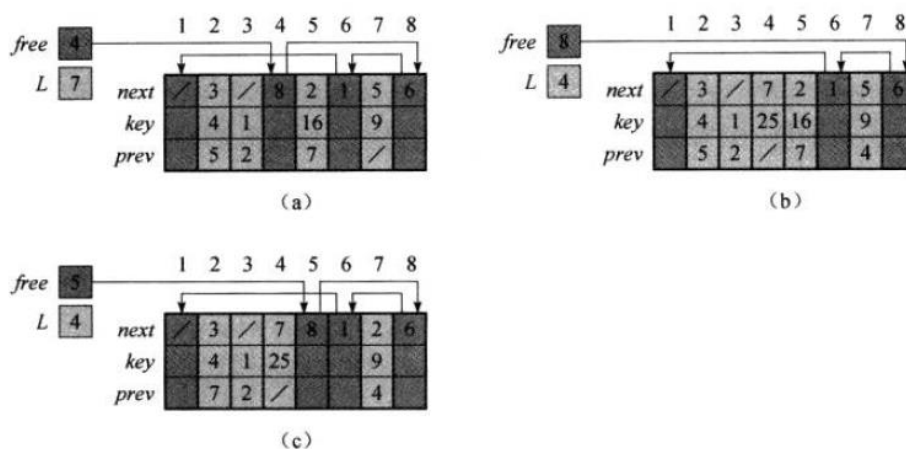 1 2 3 4 5 6 7 8
free 4
L 7
next / 3 / 8 2 1 5 6
key 4 1 16 9
prev 5 2 7 /
(a)
1 2 3 4 5 6 7 8
free 8
L 4
next / 3 / 7 2 1 5 6
key 4 1 25 16 9
prev 5 2 / 7 4
(b)
1 2 3 4 5 6 7 8
free 5
L 4
next / 3 / 7 8 1 2 6
key 4 1 25 9
prev 7 2 / 4
(c)